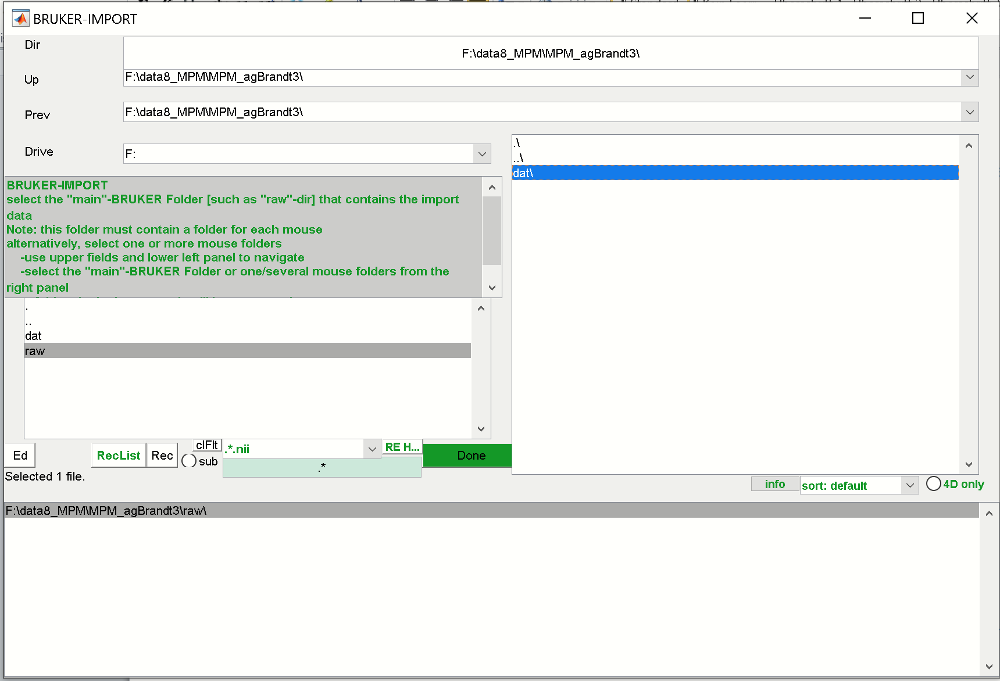 BRUKER-IMPORT
Dir
F:\data8_MPM\MPM_agBrandt3\
Up
F:\data8_MPM\MPM_agBrandt3\
Prev
F:\data8_MPM\MPM_agBrandt3\
Drive
F:
.\
..\
dat\
BRUKER-IMPORT
select the "main"-BRUKER Folder [such as "raw"-dir] that contains the import
data
Note: this folder must contain a folder for each mouse
alternatively, select one or more mouse folders
-use upper fields and lower left panel to navigate
-select the "main"-BRUKER Folder or one/several mouse folders from the
right panel
.
..
dat
raw
Ed
RecList
Rec
clFlt
sub
.*.nii
RE H...
.*
Done
Selected 1 file.
info
sort: default
4D only
F:\data8_MPM\MPM_agBrandt3\raw\